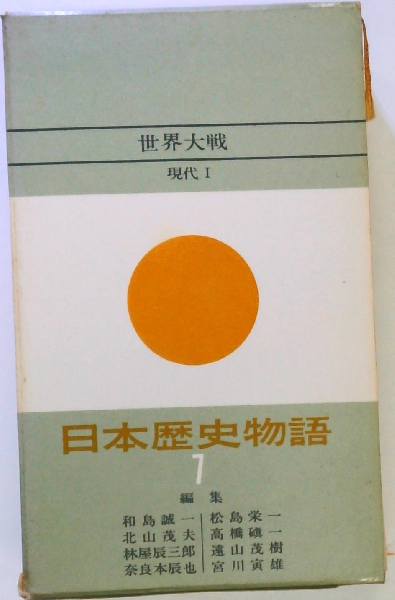 世界大戦
現代 I
日本歴史物語
7
編集
和島誠一 松島栄一
北山茂夫 高橋磌一
林屋辰三郎 遠山茂樹
奈良本辰也 宮川寅雄